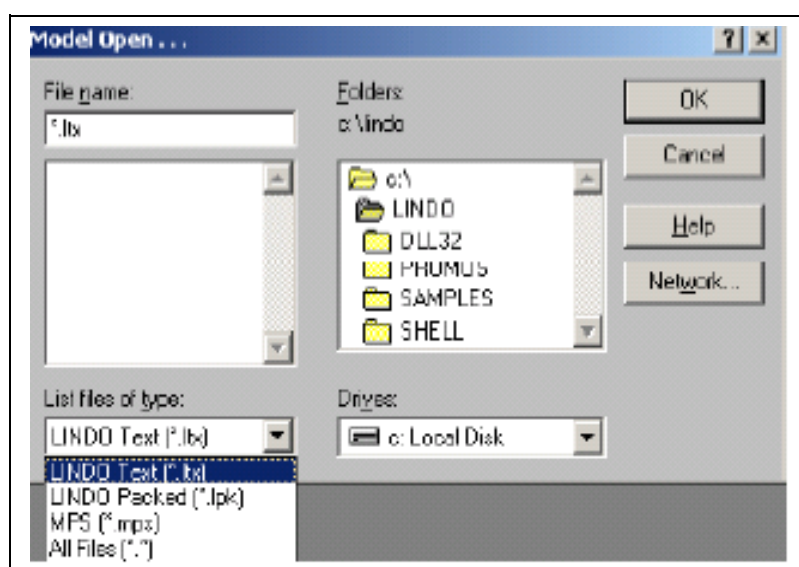 Model Open . . .
File name:
*.ltx
Folders:
c:\lindo
c:\
LINDO
DLL32
PROMOS
SAMPLES
SHELL
OK
Cancel
Help
Network...
List files of type:
LINDO Text (*.ltx)
LINDO Text (*.ltx)
LINDO Packed (*.lpk)
MPS (*.mps)
All Files (*.*)
Drives:
c: Local Disk